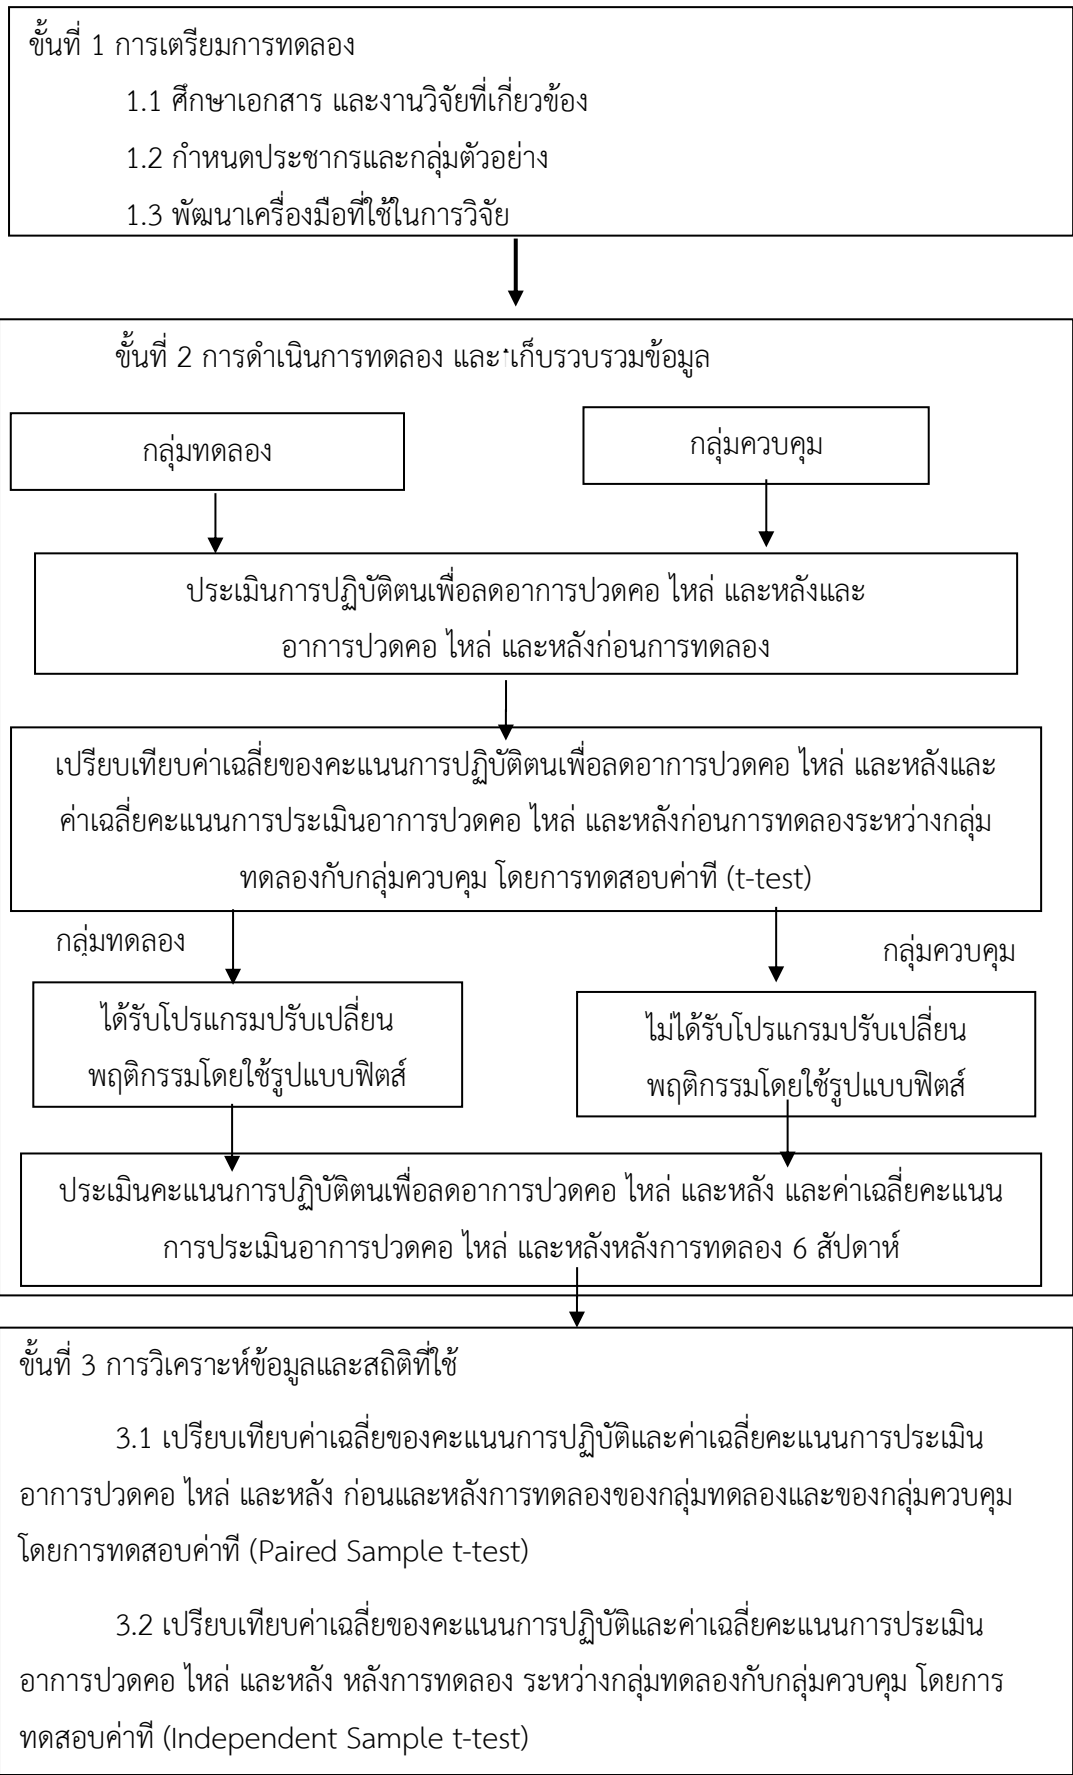 ขั้นที่ 1 การเตรียมการทดลอง
1.1 ศึกษาเอกสาร และงานวิจัยที่เกี่ยวข้อง
1.2 กำหนดประชากรและกลุ่มตัวอย่าง
1.3 พัฒนาเครื่องมือที่ใช้ในการวิจัย
ขั้นที่ 2 การดำเนินการทดลอง และเก็บรวบรวมข้อมูล
กลุ่มทดลอง
กลุ่มควบคุม
ประเมินการปฏิบัติตนเพื่อลดอาการปวดคอ ไหล่ และหลังและ
อาการปวดคอ ไหล่ และหลังก่อนการทดลอง
เปรียบเทียบค่าเฉลี่ยของคะแนนการปฏิบัติตนเพื่อลดอาการปวดคอ ไหล่ และหลังและ
ค่าเฉลี่ยคะแนนการประเมินอาการปวดคอ ไหล่ และหลังก่อนการทดลองระหว่างกลุ่ม
ทดลองกับกลุ่มควบคุม โดยการทดสอบค่าที (t-test)
กลุ่มทดลอง
กลุ่มควบคุม
ได้รับโปรแกรมปรับเปลี่ยน
พฤติกรรมโดยใช้รูปแบบฟิตส์
ไม่ได้รับโปรแกรมปรับเปลี่ยน
พฤติกรรมโดยใช้รูปแบบฟิตส์
ประเมินคะแนนการปฏิบัติตนเพื่อลดอาการปวดคอ ไหล่ และหลัง และค่าเฉลี่ยคะแนน
การประเมินอาการปวดคอ ไหล่ และหลังหลังการทดลอง 6 สัปดาห์
ขั้นที่ 3 การวิเคราะห์ข้อมูลและสถิติที่ใช้
3.1 เปรียบเทียบค่าเฉลี่ยของคะแนนการปฏิบัติและค่าเฉลี่ยคะแนนการประเมิน
อาการปวดคอ ไหล่ และหลัง ก่อนและหลังการทดลองของกลุ่มทดลองและของกลุ่มควบคุม
โดยการทดสอบค่าที (Paired Sample t-test)
3.2 เปรียบเทียบค่าเฉลี่ยของคะแนนการปฏิบัติและค่าเฉลี่ยคะแนนการประเมิน
อาการปวดคอ ไหล่ และหลัง หลังการทดลอง ระหว่างกลุ่มทดลองกับกลุ่มควบคุม โดยการ
ทดสอบค่าที (Independent Sample t-test)